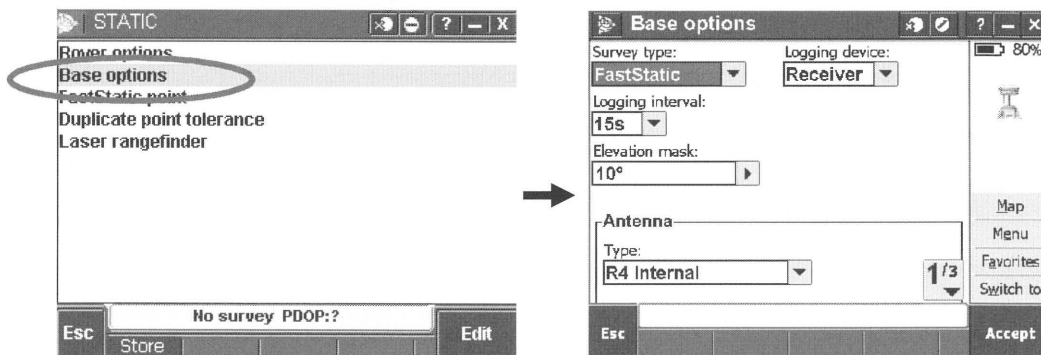 STATIC
? – X
Rover options
Base options
FastStatic point
Duplicate point tolerance
Laser rangefinder
No survey PDOP:?
Esc
Edit
Store
Base options
? – X
80%
Survey type:
Logging device:
FastStatic
Receiver
Logging interval:
15s
Elevation mask:
10°
Antenna
Type:
R4 Internal
1/3
Map
Menu
Favorites
Switch to
Esc
Accept